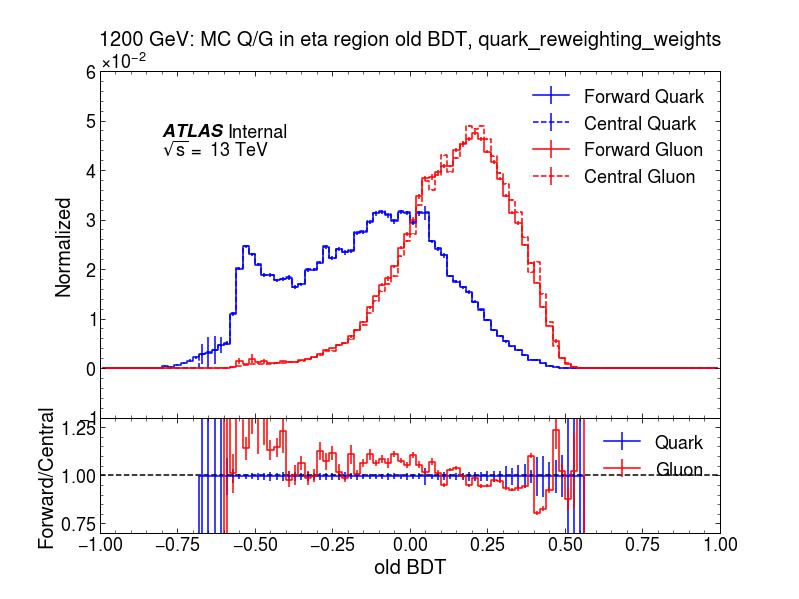 1200 GeV: MC Q/G in eta region old BDT, quark_reweighting_weights
×10⁻²
6
5
4
3
2
1
0
−1
Normalized
ATLAS Internal
√s = 13 TeV
Forward Quark
Central Quark
Forward Gluon
Central Gluon
1.25
1.00
0.75
Forward/Central
Quark
Gluon
−1.00 −0.75 −0.50 −0.25 0.00 0.25 0.50 0.75 1.00
old BDT